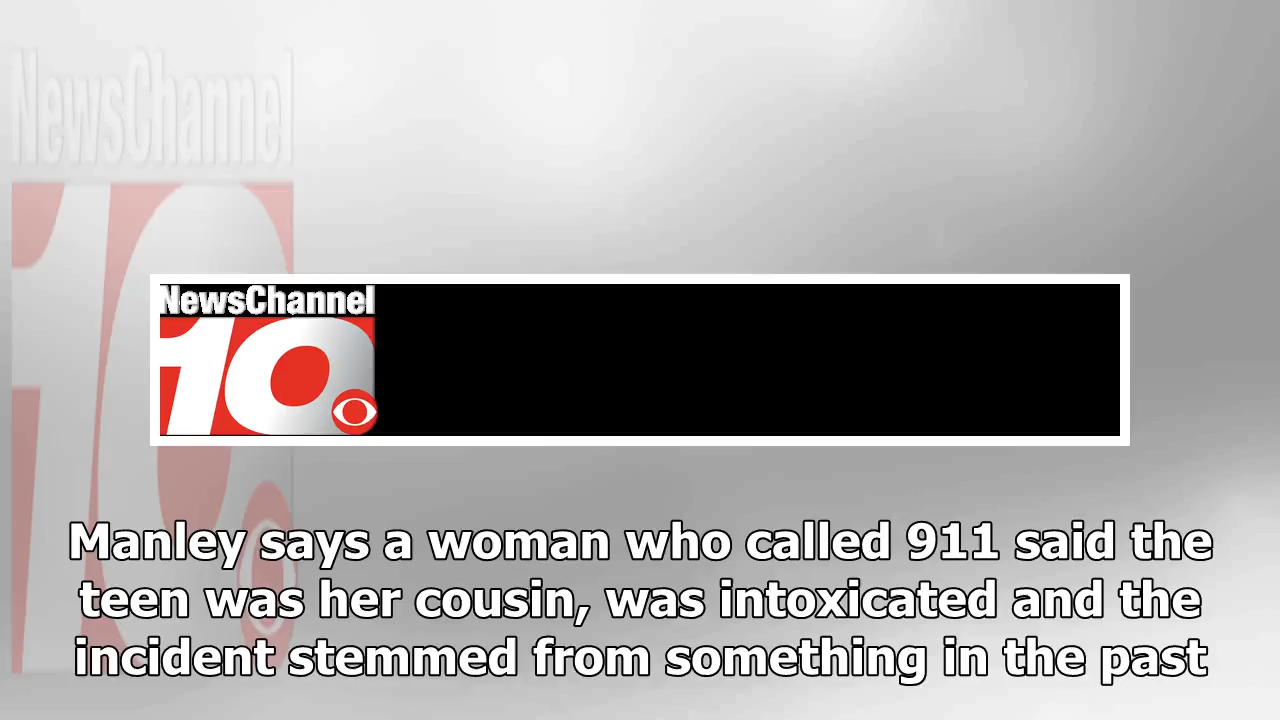 NewsChannel
10
NewsChannel
10
Manley says a woman who called 911 said the
teen was her cousin, was intoxicated and the
incident stemmed from something in the past